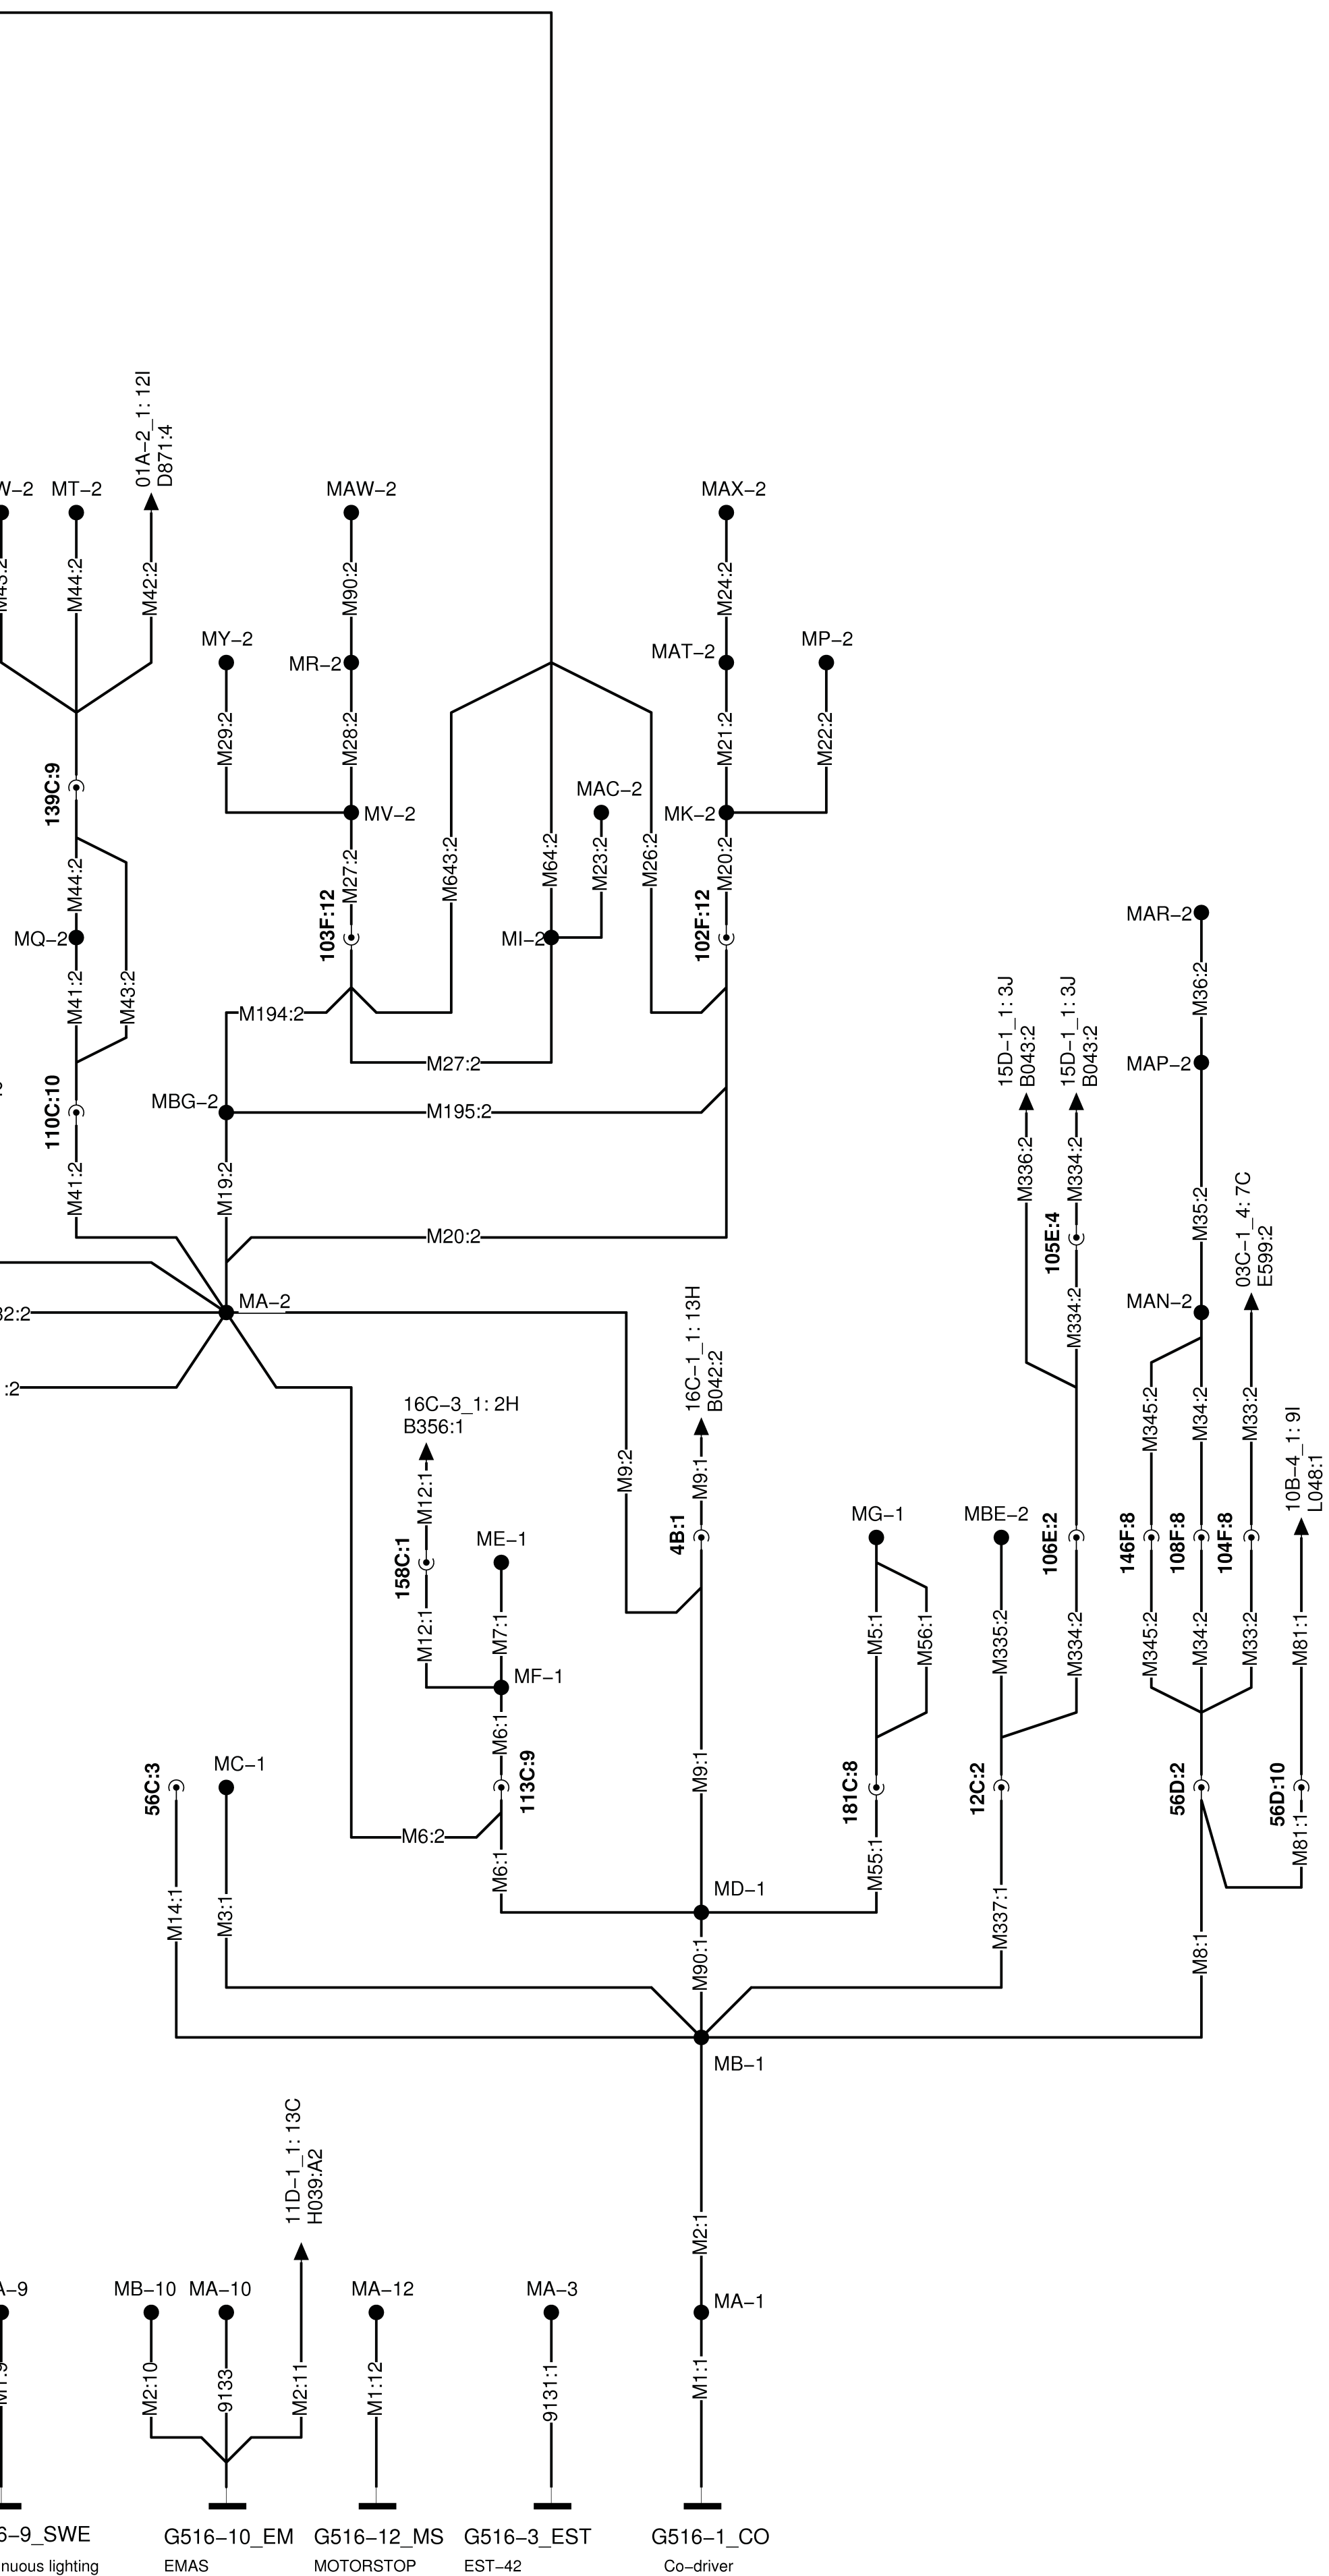 01A−2_1: 12I
D871:4
W−2
MT−2
MAW−2
MAX−2
M43:2
M44:2
M42:2
M90:2
M24:2
MY−2
MR−2
MAT−2
MP−2
M29:2
M28:2
M21:2
M22:2
139C:9
MV−2
MAC−2
MK−2
M44:2
M27:2
M643:2
M64:2
M23:2
M26:2
M20:2
103F:12
102F:12
MQ−2
MI−2
MAR−2
M41:2
M43:2
M194:2
M36:2
15D−1_1: 3J
B043:2
15D−1_1: 3J
B043:2
M27:2
MAP−2
110C:10
MBG−2
M195:2
M41:2
M19:2
M336:2
M334:2
M35:2
03C−1_4: 7C
E599:2
M20:2
105E:4
MA−2
32:2
16C−1_1: 13H
B042:2
M334:2
MAN−2
:2
16C−3_1: 2H
B356:1
M345:2
M34:2
M33:2
10B−4_1: 9I
L048:1
M12:1
M9:2
M9:1
MG−1
MBE−2
ME−1
158C:1
4B:1
106E:2
146F:8
108F:8
104F:8
M12:1
M7:1
M5:1
M56:1
M335:2
M334:2
M345:2
M34:2
M33:2
M81:1
MF−1
M6:1
56C:3
MC−1
113C:9
M9:1
181C:8
12C:2
56D:2
56D:10
M6:2
M81:1
M6:1
M55:1
MD−1
M14:1
M3:1
M90:1
M337:1
M8:1
MB−1
11D−1_1: 13C
H039:A2
M2:1
A−9
MB−10
MA−10
MA−12
MA−3
MA−1
M1:9
M2:10
9133
M2:11
M1:12
9131:1
M1:1
6−9_SWE
G516−10_EM
G516−12_MS
G516−3_EST
G516−1_CO
nuous lighting
EMAS
MOTORSTOP
EST−42
Co−driver